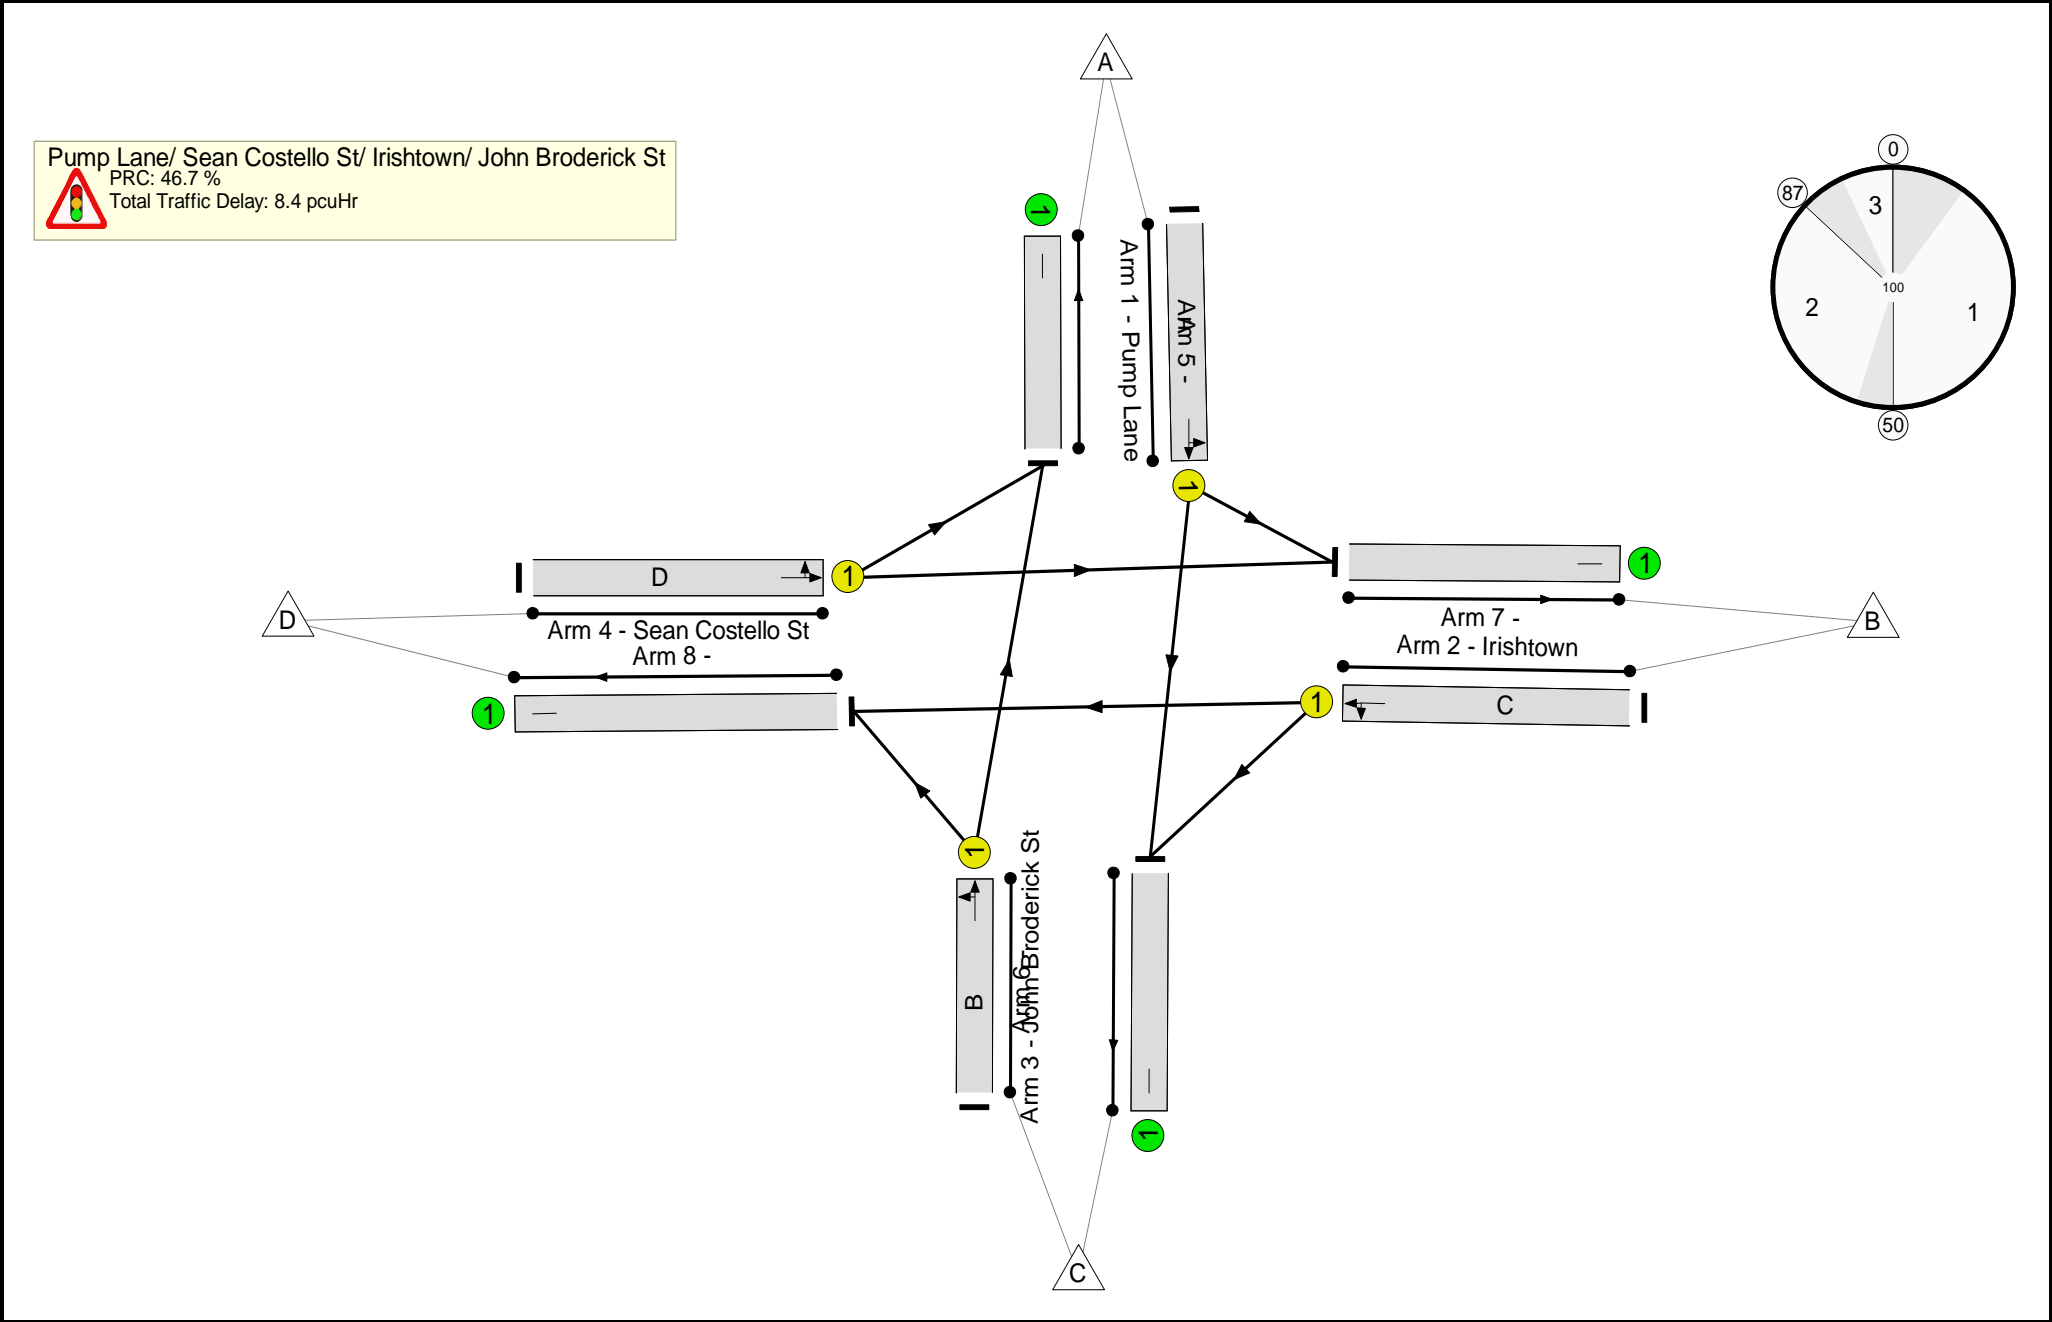 A
Pump Lane/ Sean Costello St/ Irishtown/ John Broderick St
PRC: 46.7 %
Total Traffic Delay: 8.4 pcuHr
0
87
3
100
2
1
50
1
Arm 1 - Pump Lane
A
Arm 5 -
1
D
1
1
D
Arm 4 - Sean Costello St
Arm 8 -
Arm 7 -
Arm 2 - Irishtown
B
1
1
C
1
B
Arm 6 -
Arm 3 - John Broderick St
1
C